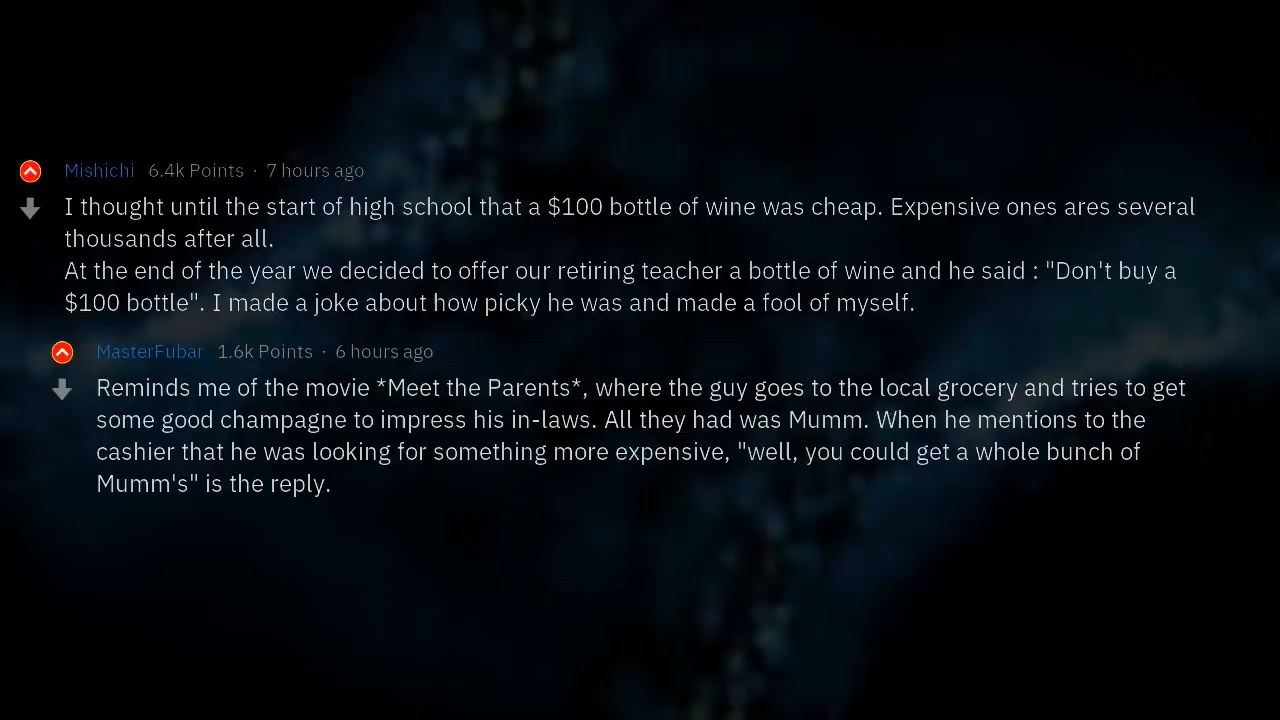 Mishichi 6.4k Points · 7 hours ago
I thought until the start of high school that a $100 bottle of wine was cheap. Expensive ones ares several
thousands after all.
At the end of the year we decided to offer our retiring teacher a bottle of wine and he said : "Don't buy a
$100 bottle". I made a joke about how picky he was and made a fool of myself.
MasterFubar 1.6k Points · 6 hours ago
Reminds me of the movie *Meet the Parents*, where the guy goes to the local grocery and tries to get
some good champagne to impress his in-laws. All they had was Mumm. When he mentions to the
cashier that he was looking for something more expensive, "well, you could get a whole bunch of
Mumm's" is the reply.